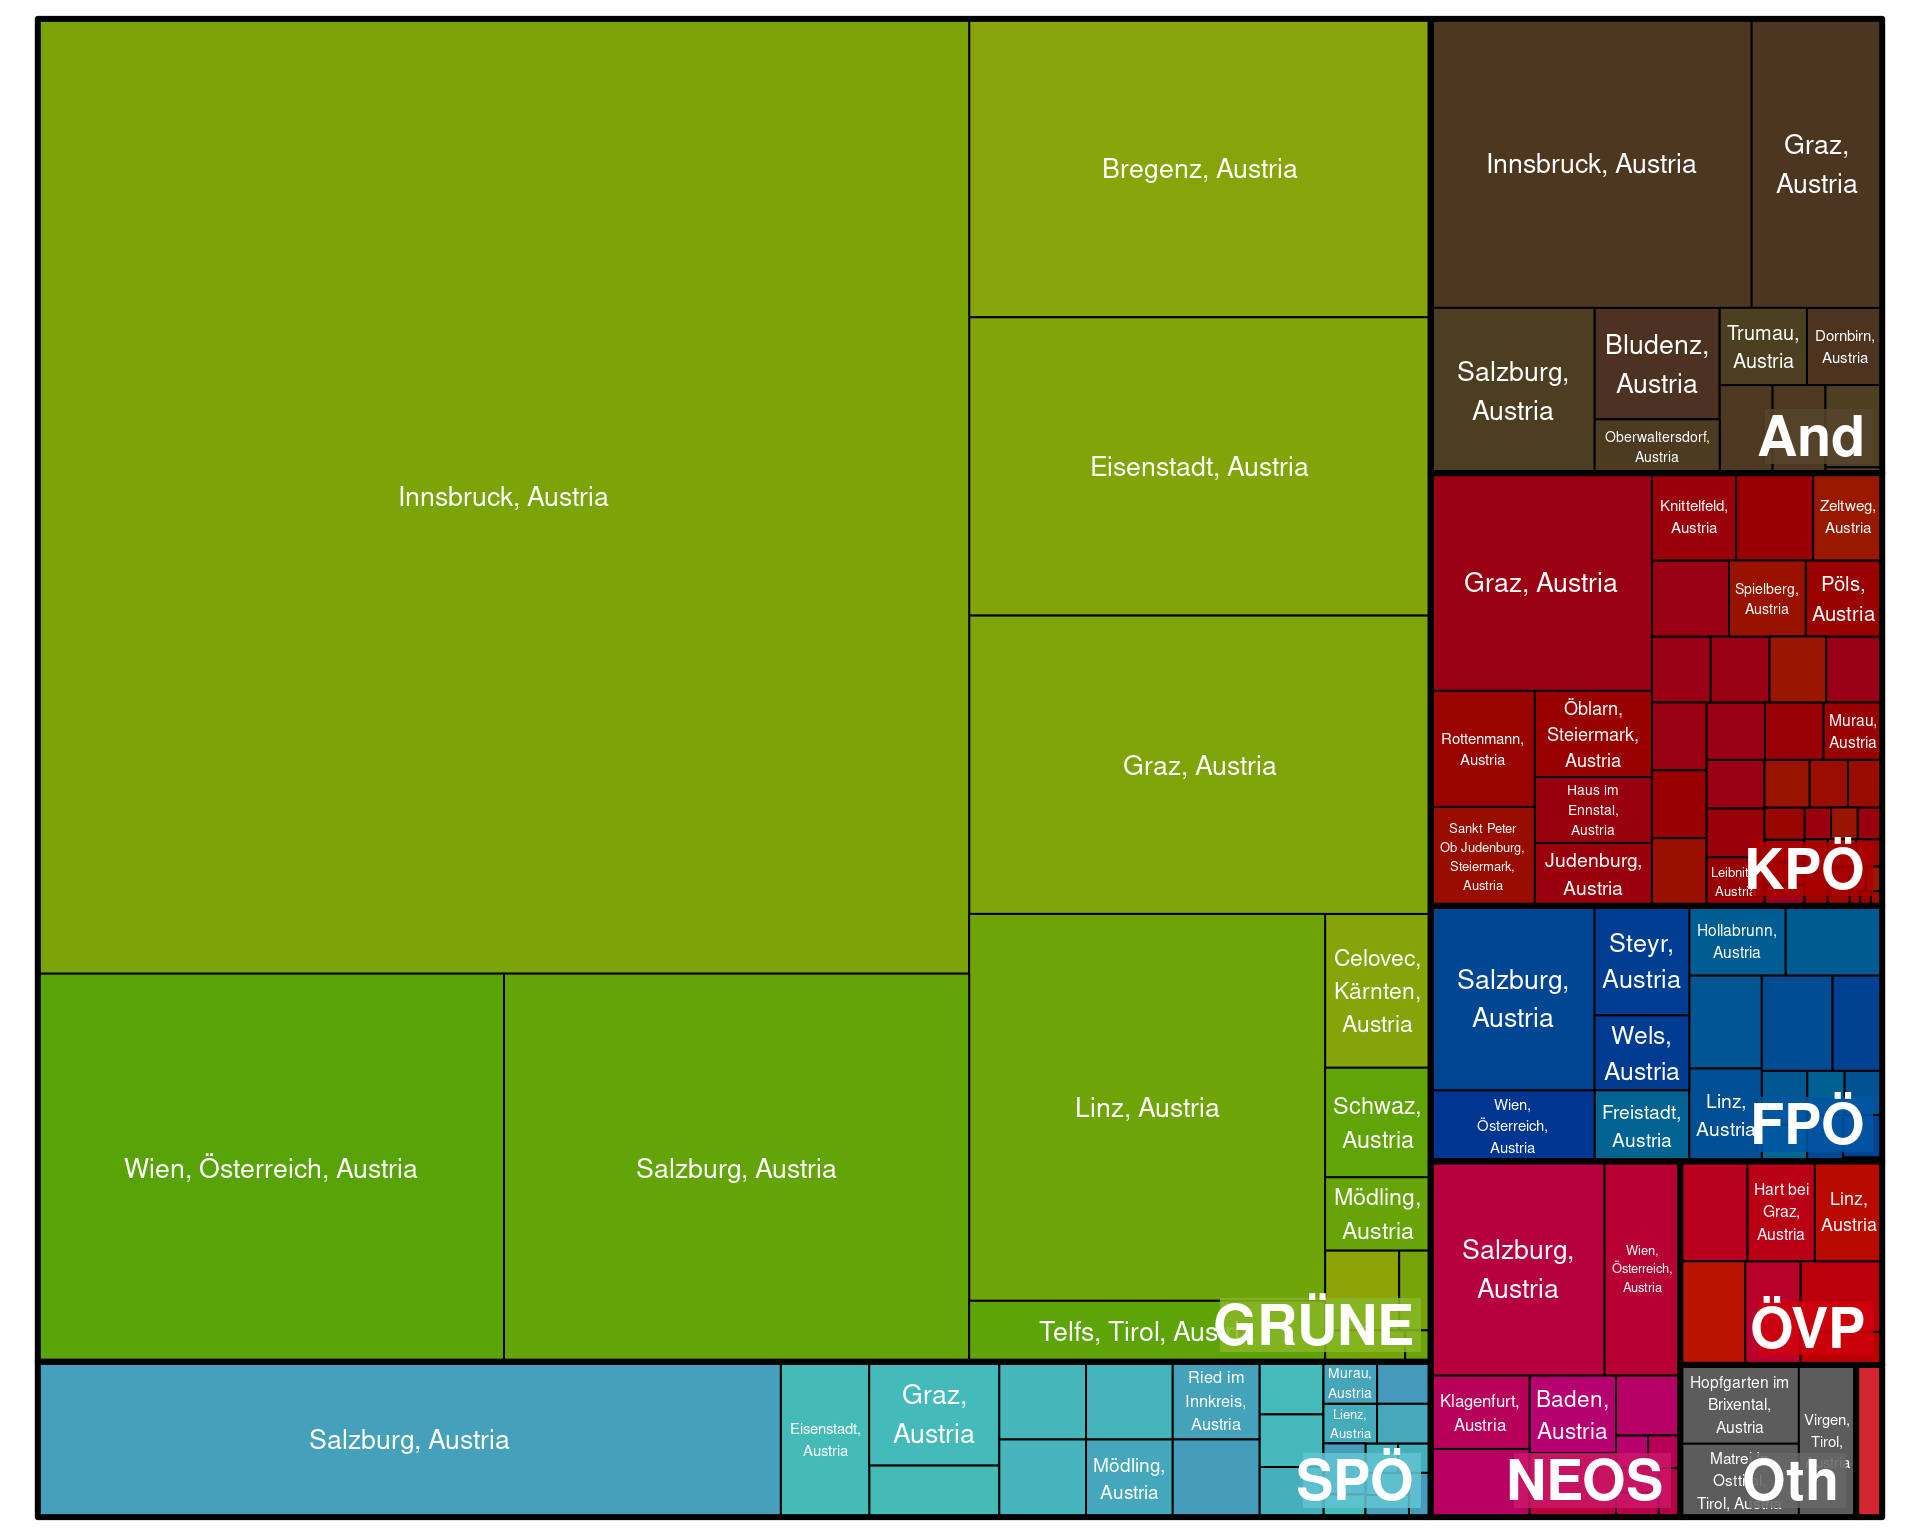 Innsbruck, Austria
Wien, Österreich, Austria
Salzburg, Austria
Bregenz, Austria
Eisenstadt, Austria
Graz, Austria
Linz, Austria
Celovec,
Kärnten,
Austria
Schwaz,
Austria
Mödling,
Austria
Telfs, Tirol,
GRÜNE
Salzburg, Austria
Eisenstadt,
Austria
Graz,
Austria
Mödling,
Austria
Ried im
Innkreis,
Austria
Murau,
Austria
Lienz,
Austria
SPÖ
Innsbruck, Austria
Graz,
Austria
Salzburg,
Austria
Bludenz,
Austria
Oberwaltersdorf,
Austria
Trumau,
Austria
Dornbirn,
Austria
And
Graz, Austria
Rottenmann,
Austria
Sankt Peter
Ob Judenburg,
Steiermark,
Austria
Öblarn,
Steiermark,
Austria
Haus im
Ennstal,
Austria
Judenburg,
Austria
Knittelfeld,
Austria
Zeltweg,
Austria
Spielberg,
Austria
Pöls,
Austria
Murau,
Austria
KPÖ
Salzburg,
Austria
Wien,
Österreich,
Austria
Steyr,
Austria
Wels,
Austria
Freistadt,
Austria
Hollabrunn,
Austria
Linz,
Austria
FPÖ
Salzburg,
Austria
Wien,
Österreich,
Austria
Klagenfurt,
Austria
Baden,
Austria
NEOS
Hart bei
Graz,
Austria
Linz,
Austria
ÖVP
Hopfgarten im
Brixental,
Austria
Tirol, Austria
Virgen,
Tirol,
Oth